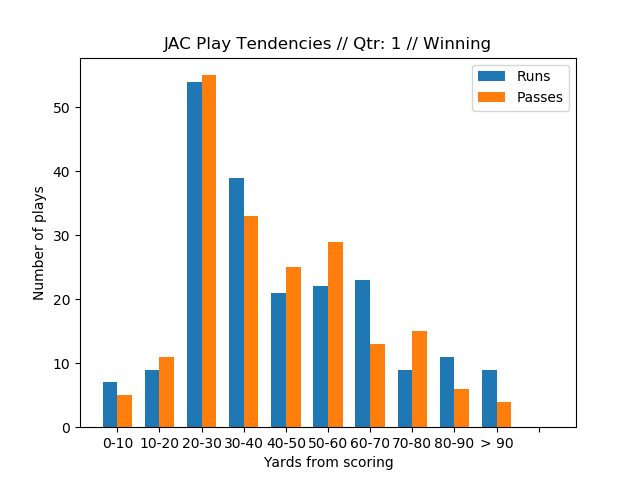 JAC Play Tendencies // Qtr: 1 // Winning
Runs
Passes
Number of plays
50
40
30
20
10
0
0-10 10-20 20-30 30-40 40-50 50-60 60-70 70-80 80-90 > 90
Yards from scoring